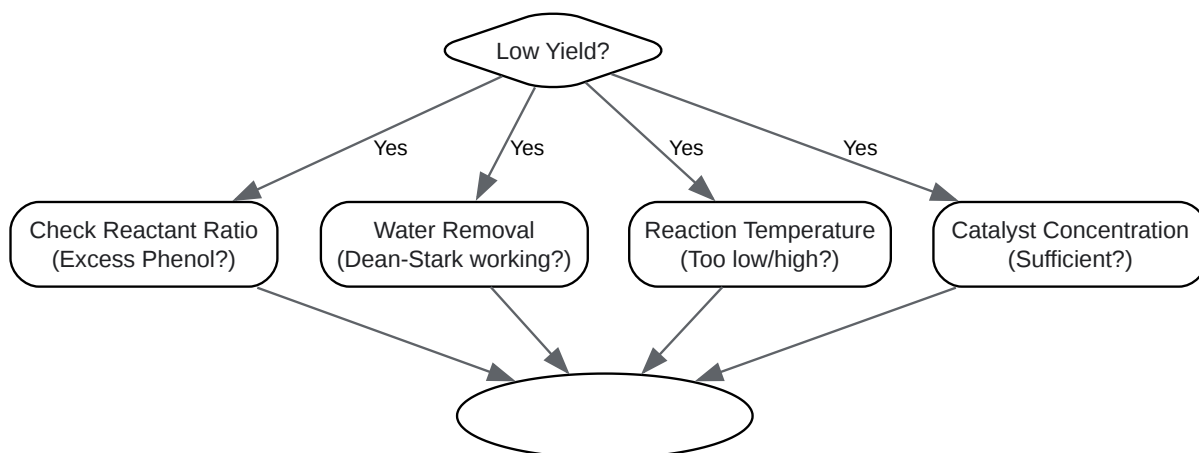 Low Yield?
Yes
Yes
Yes
Yes
Check Reactant Ratio
(Excess Phenol?)
Water Removal
(Dean-Stark working?)
Reaction Temperature
(Too low/high?)
Catalyst Concentration
(Sufficient?)